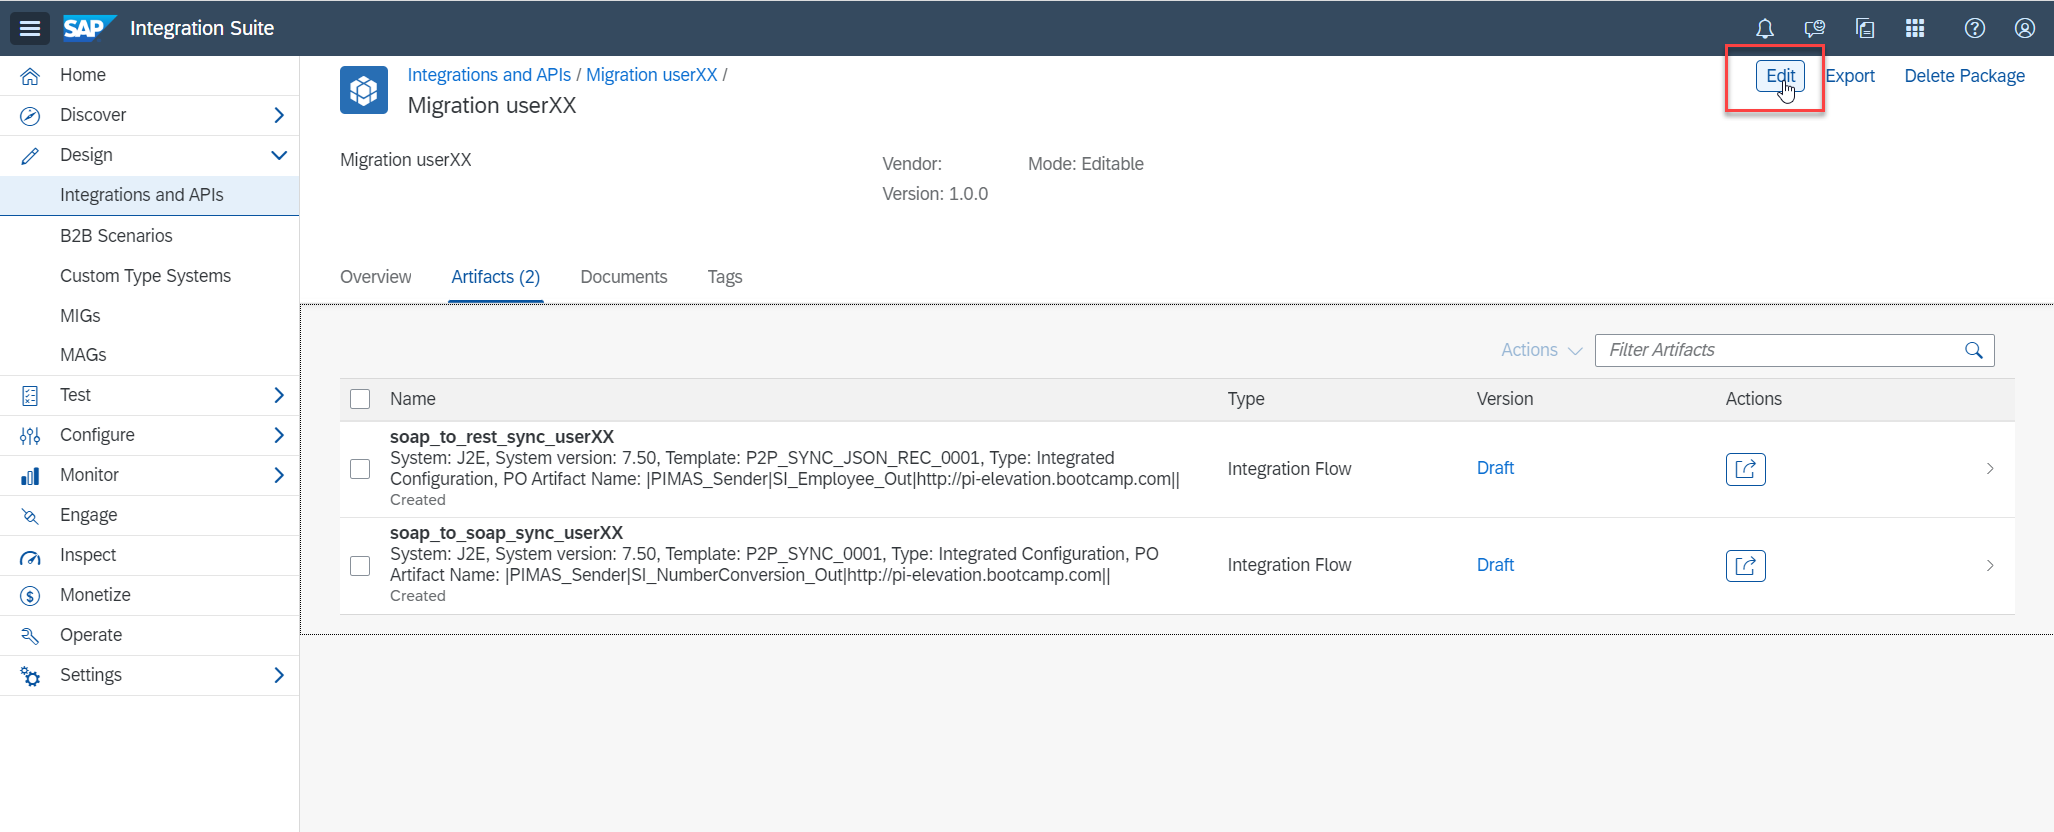 SAP Integration Suite
Home
Discover
Design
Integrations and APIs
B2B Scenarios
Custom Type Systems
MIGs
MAGs
Test
Configure
Monitor
Engage
Inspect
Monetize
Operate
Settings
Integrations and APIs / Migration userXX /
Migration userXX
Edit Export Delete Package
Migration userXX
Vendor: Mode: Editable
Version: 1.0.0
Overview Artifacts (2) Documents Tags
Actions Filter Artifacts
Name Type Version Actions
soap_to_rest_sync_userXX
System: J2E, System version: 7.50, Template: P2P_SYNC_JSON_REC_0001, Type: Integrated
Configuration, PO Artifact Name: |PIMAS_Sender|SI_Employee_Out|http://pi-elevation.bootcamp.com||
Created
Integration Flow Draft
soap_to_soap_sync_userXX
System: J2E, System version: 7.50, Template: P2P_SYNC_0001, Type: Integrated Configuration, PO
Artifact Name: |PIMAS_Sender|SI_NumberConversion_Out|http://pi-elevation.bootcamp.com||
Created
Integration Flow Draft